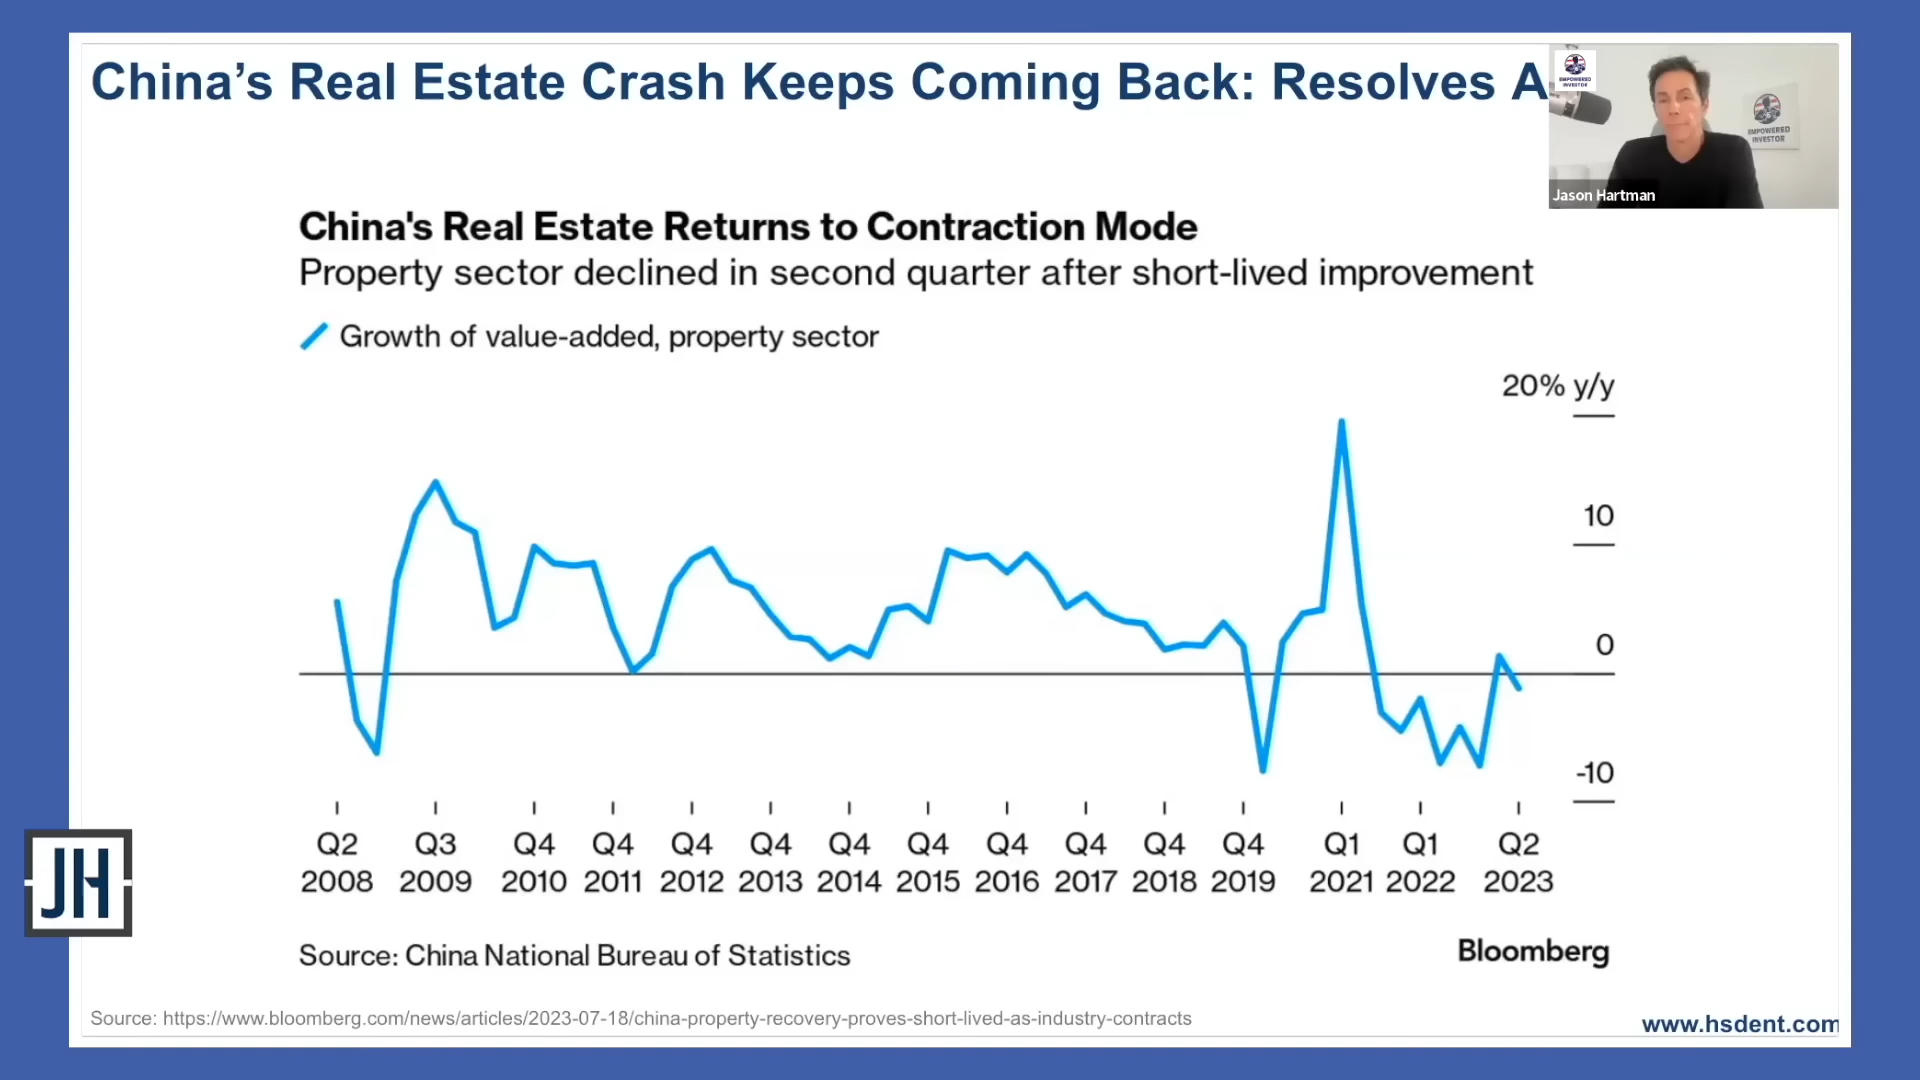 China’s Real Estate Crash Keeps Coming Back: Resolves A
EMPOWERED
INVESTOR
EMPOWERED
INVESTOR
Jason Hartman
China's Real Estate Returns to Contraction Mode
Property sector declined in second quarter after short-lived improvement
Growth of value-added, property sector
20% y/y
10
0
-10
Q2 Q3 Q4 Q4 Q4 Q4 Q4 Q4 Q4 Q4 Q4 Q4 Q1 Q1 Q2
2008 2009 2010 2011 2012 2013 2014 2015 2016 2017 2018 2019 2021 2022 2023
JH
Source: China National Bureau of Statistics
Bloomberg
Source: https://www.bloomberg.com/news/articles/2023-07-18/china-property-recovery-proves-short-lived-as-industry-contracts
www.hsdent.com